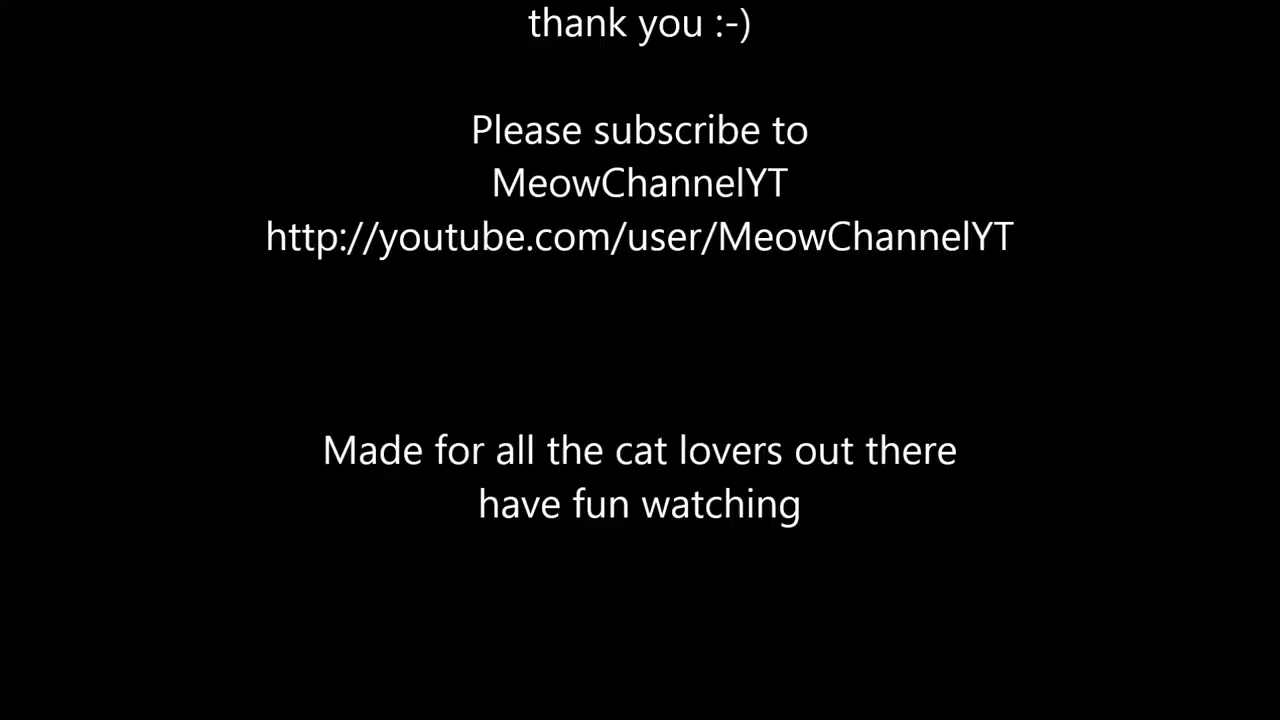 thank you :-)
Please subscribe to
MeowChannelYT
http://youtube.com/user/MeowChannelYT
Made for all the cat lovers out there
have fun watching